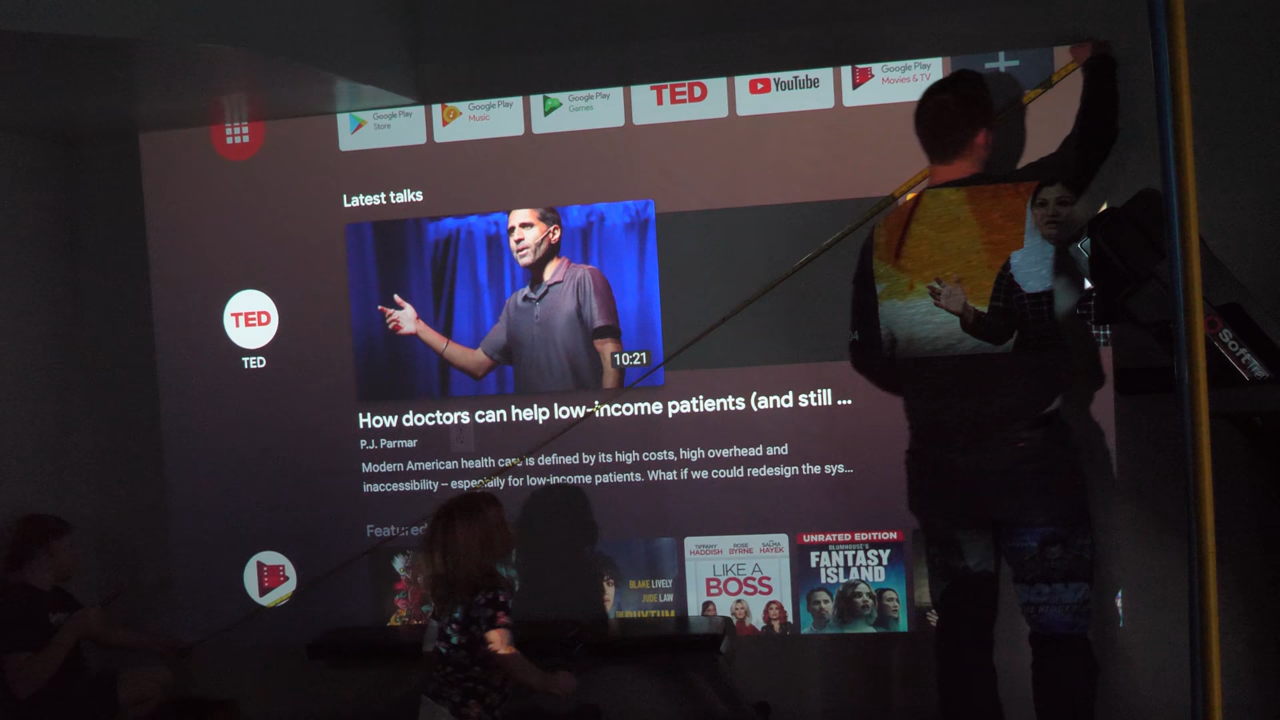 Google Play
Store
Google Play
Music
Google Play
Games
TED
YouTube
Google Play
Movies & TV
Latest talks
TED
TED
10:21
How doctors can help low-income patients (and still ...
P.J. Parmar
Modern American health care is defined by its high costs, high overhead and
inaccessibility – especially for low-income patients. What if we could redesign the sys...
Featured
BLAKE LIVELY
JUDE LAW
TIFFANY HADDISH
ROSE BYRNE
SALMA HAYEK
LIKE A
BOSS
UNRATED EDITION
BLUMHOUSE'S
FANTASY
ISLAND